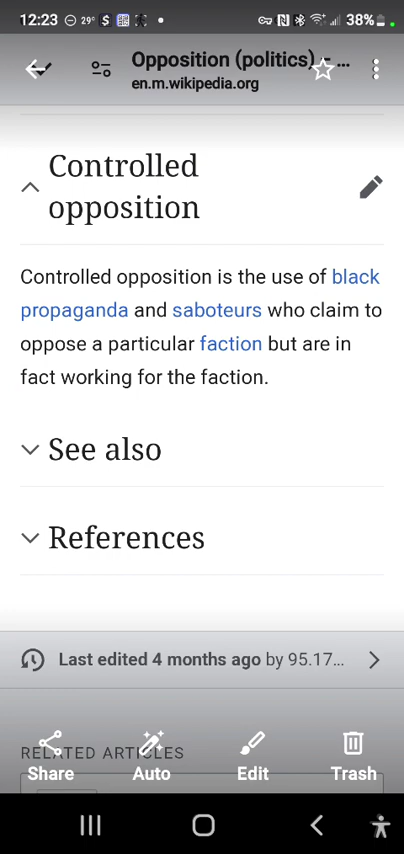 12:23 29° $ 38%
Opposition (politics) - ...
en.m.wikipedia.org
Controlled
opposition
Controlled opposition is the use of black
propaganda and saboteurs who claim to
oppose a particular faction but are in
fact working for the faction.
See also
References
Last edited 4 months ago by 95.17...
RELATED ARTICLES
Share Auto Edit Trash